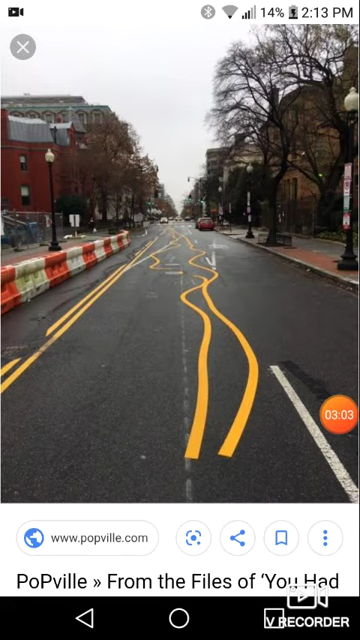 14% 2:13 PM
03:03
www.popville.com
PoPville » From the Files of ‘You Had
V RECORDER